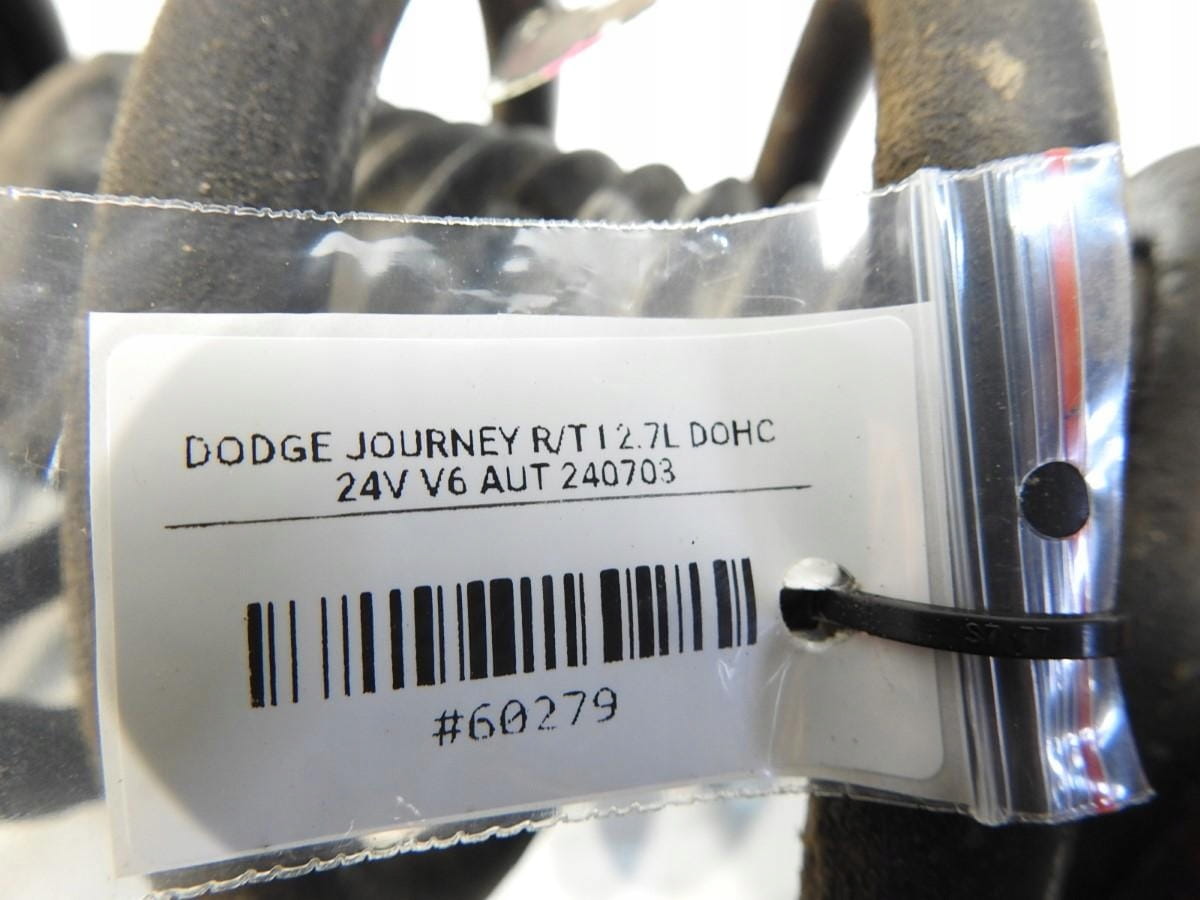 DODGE JOURNEY R/T I 2.7L DOHC
24V V6 AUT 240703
#60279